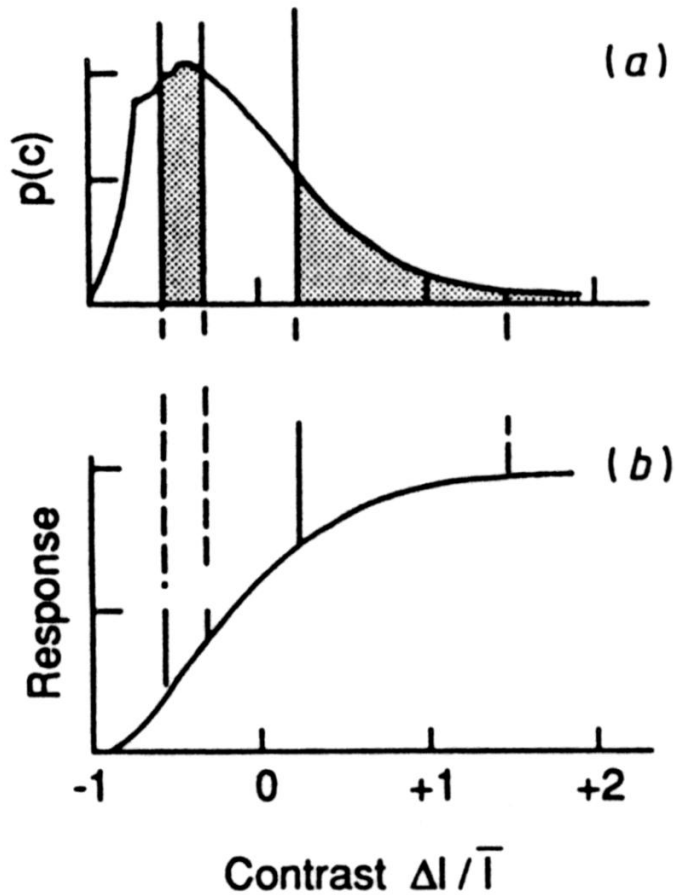 (a)
p(c)
(b)
Response
-1 0 +1 +2
Contrast ΔI / Ī